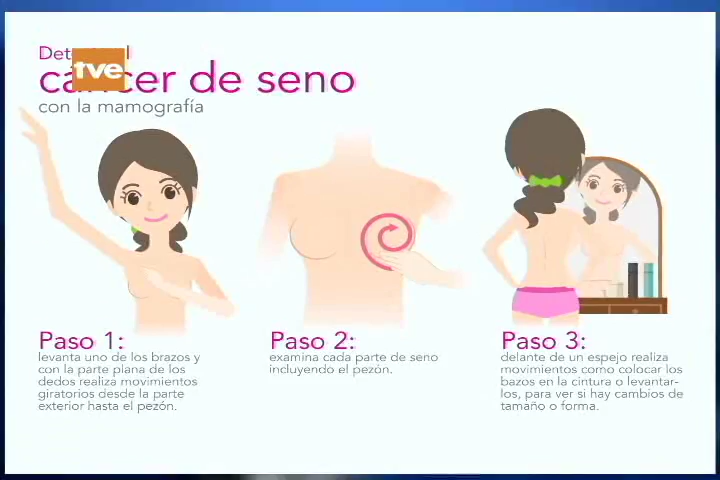 tve
cáncer de seno
con la mamografía
Paso 1:
levanta uno de los brazos y
con la parte plana de los
dedos realiza movimientos
giratorios desde la parte
exterior hasta el pezón.
Paso 2:
examina cada parte de seno
incluyendo el pezón.
Paso 3:
delante de un espejo realiza
movimientos como colocar los
bazos en la cintura o levantar-
los, para ver si hay cambios de
tamaño o forma.